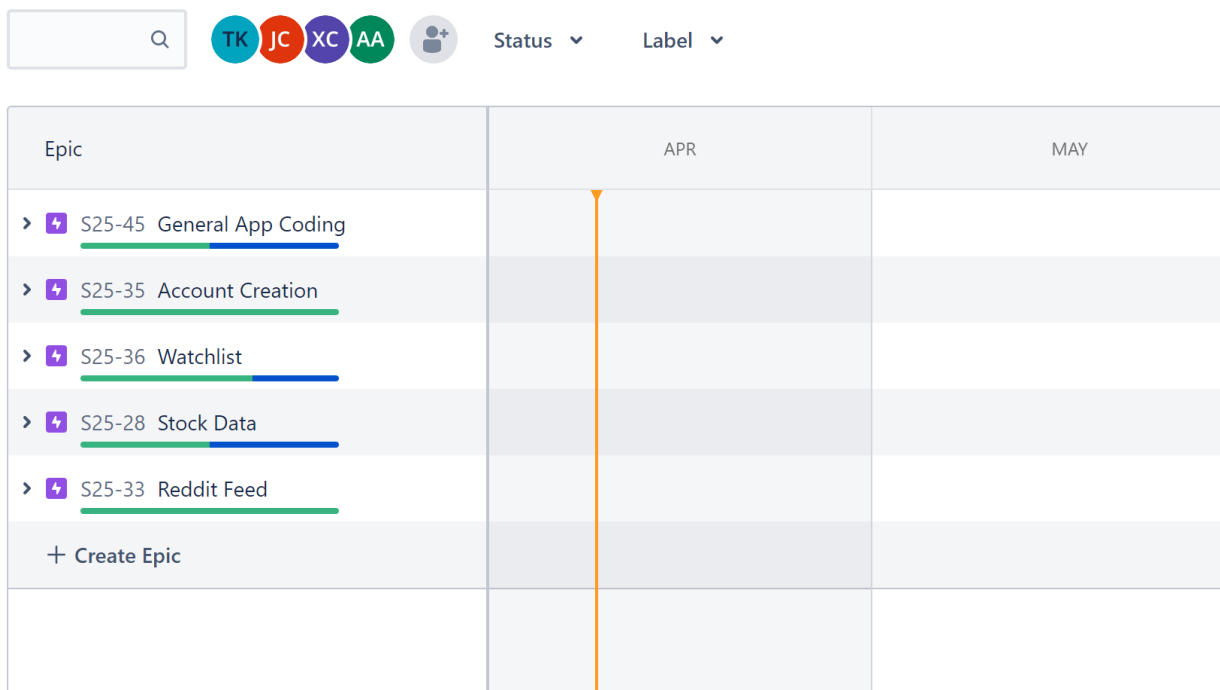 TK JC XC AA Status Label
Epic APR MAY
S25-45 General App Coding
S25-35 Account Creation
S25-36 Watchlist
S25-28 Stock Data
S25-33 Reddit Feed
+ Create Epic